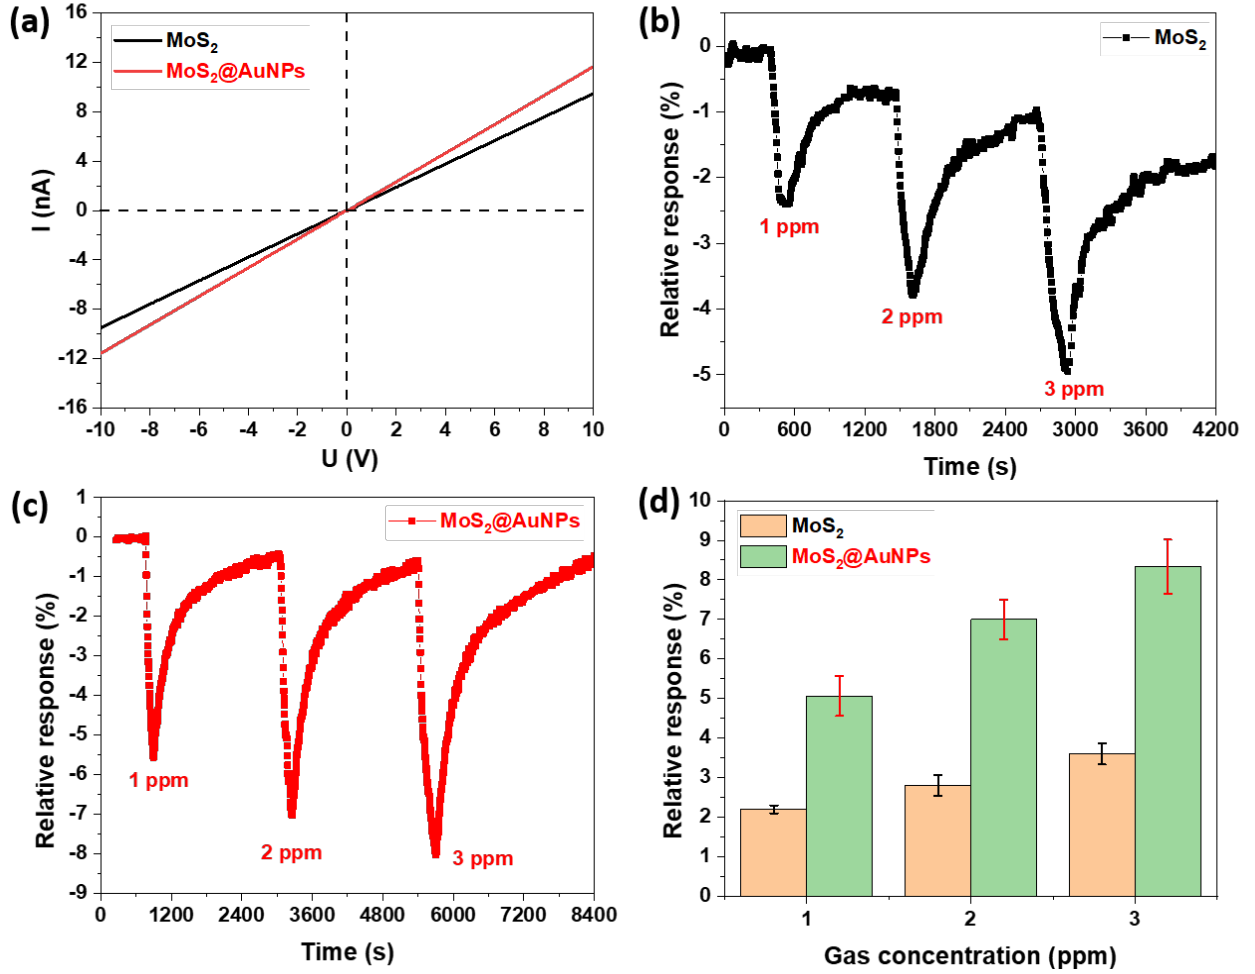 (a)
16
12
8
4
0
-4
-8
-12
-16
I (nA)
MoS2
MoS2@AuNPs
-10 -8 -6 -4 -2 0 2 4 6 8 10
U (V)
(b)
0
-1
-2
-3
-4
-5
Relative response (%)
MoS2
1 ppm
2 ppm
3 ppm
0 600 1200 1800 2400 3000 3600 4200
Time (s)
(c)
1
0
-1
-2
-3
-4
-5
-6
-7
-8
-9
Relative response (%)
MoS2@AuNPs
1 ppm
2 ppm
3 ppm
0 1200 2400 3600 4800 6000 7200 8400
Time (s)
(d)
10
9
8
7
6
5
4
3
2
1
0
Relative response (%)
MoS2
MoS2@AuNPs
1 2 3
Gas concentration (ppm)